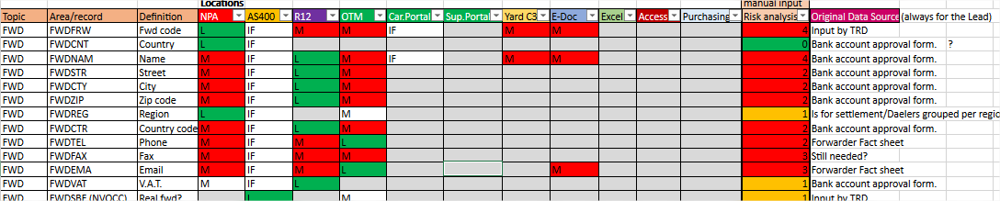 Locations manual input
Topic Area/record Definition NPA AS400 R12 OTM Car.Portal Sup.Portal Yard C3 E-Doc Excel Access Purchasing Risk analysis Original Data Source (always for the Lead)
FWD FWDFRW Fwd code L IF M M IF M M 4 Input by TRD
FWD FWDCNT Country L IF 0 Bank account approval form. ?
FWD FWDNAM Name M IF L M IF M M 4 Bank account approval form.
FWD FWDSTR Street M IF L M 2 Bank account approval form.
FWD FWDCTY City M IF L M 2 Bank account approval form.
FWD FWDZIP Zip code M IF L M 2 Bank account approval form.
FWD FWDREG Region L IF M 1 Is for settlement/Daelers grouped per regio
FWD FWDCTR Country code M IF L M 2 Bank account approval form.
FWD FWDTEL Phone M IF M L 2 Forwarder Fact sheet
FWD FWDFAX Fax M IF M M 3 Still needed?
FWD FWDEMA Email M IF M L M 3 Forwarder Fact sheet
FWD FWDVAT V.A.T. M IF L 1 Bank account approval form.
FWD FWDSBF (NVOCC) Real fwd? L M 1 Input by TRD